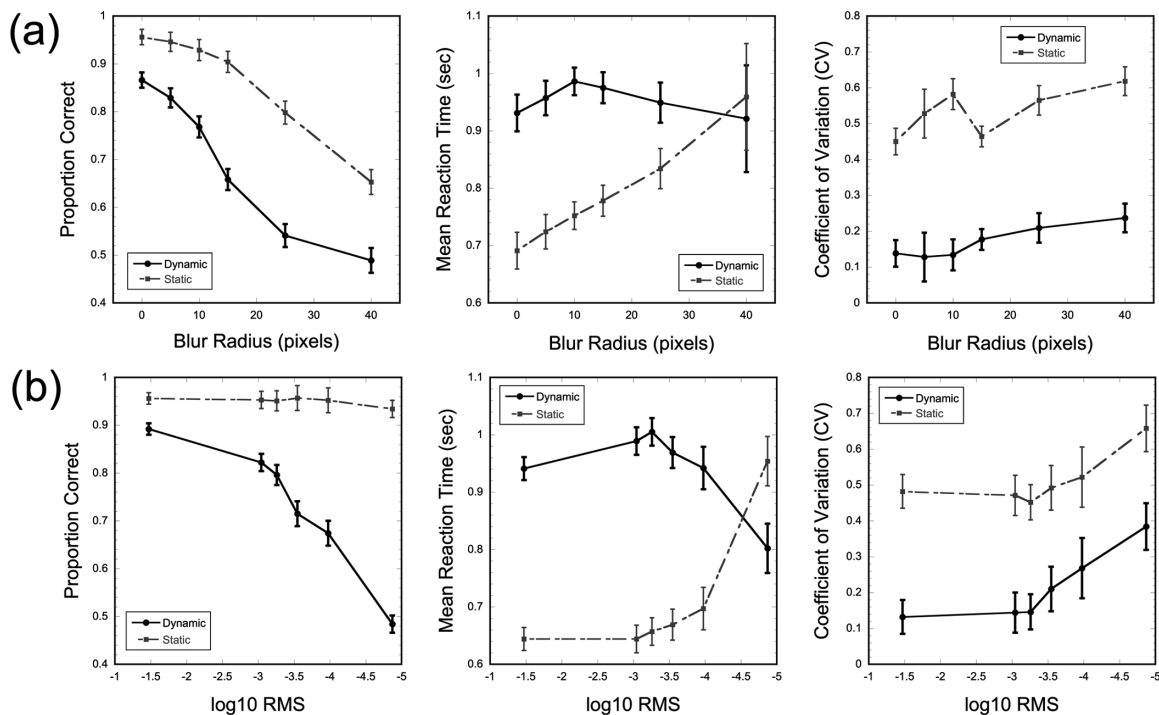 (a)
Proportion Correct
1
0.9
0.8
0.7
0.6
0.5
0.4
Dynamic
Static
0 10 20 30 40
Blur Radius (pixels)
Mean Reaction Time (sec)
1.1
1
0.9
0.8
0.7
0.6
Dynamic
Static
0 10 20 30 40
Blur Radius (pixels)
Coefficient of Variation (CV)
0.8
0.7
0.6
0.5
0.4
0.3
0.2
0.1
0
Dynamic
Static
0 10 20 30 40
Blur Radius (pixels)
(b)
Proportion Correct
1
0.9
0.8
0.7
0.6
0.5
0.4
Dynamic
Static
-1 -1.5 -2 -2.5 -3 -3.5 -4 -4.5 -5
log10 RMS
Mean Reaction Time (sec)
1.1
1
0.9
0.8
0.7
0.6
Dynamic
Static
-1 -1.5 -2 -2.5 -3 -3.5 -4 -4.5 -5
log10 RMS
Coefficient of Variation (CV)
0.8
0.7
0.6
0.5
0.4
0.3
0.2
0.1
0
Dynamic
Static
-1 -1.5 -2 -2.5 -3 -3.5 -4 -4.5 -5
log10 RMS